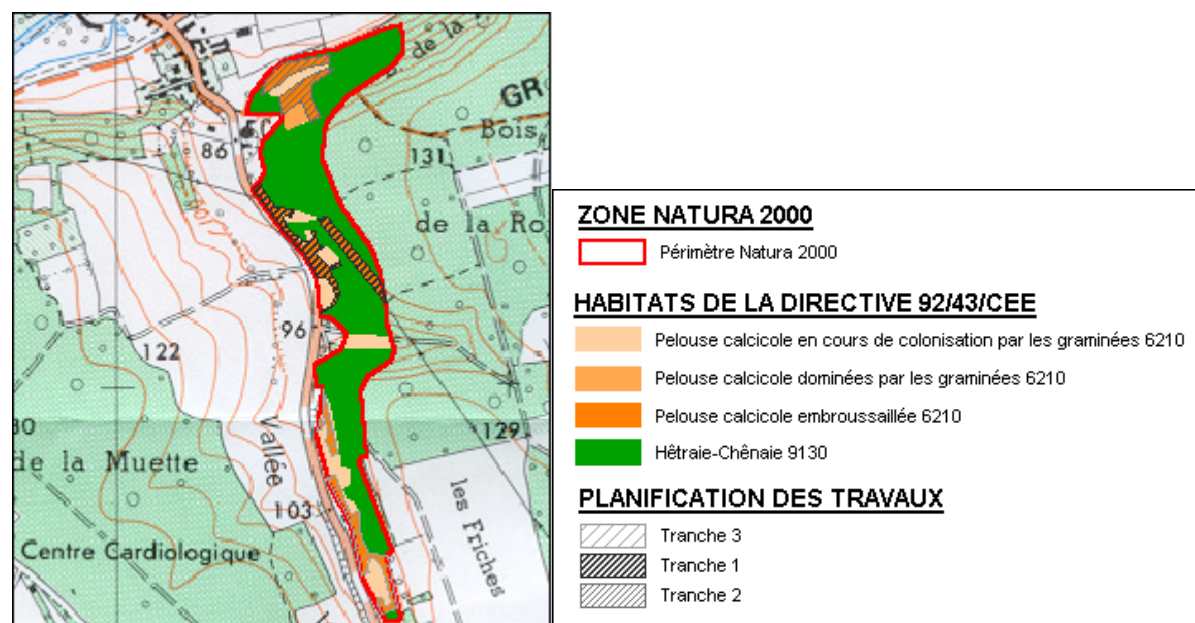 GR
Bois
50
86
131
de la
de la Ro
96
122
30
129
de la Muette
Vallée
les Friches
103
Centre Cardiologique
ZONE NATURA 2000
Périmètre Natura 2000
HABITATS DE LA DIRECTIVE 92/43/CEE
Pelouse calcicole en cours de colonisation par les graminées 6210
Pelouse calcicole dominées par les graminées 6210
Pelouse calcicole embroussaillée 6210
Hêtraie-Chênaie 9130
PLANIFICATION DES TRAVAUX
Tranche 3
Tranche 1
Tranche 2